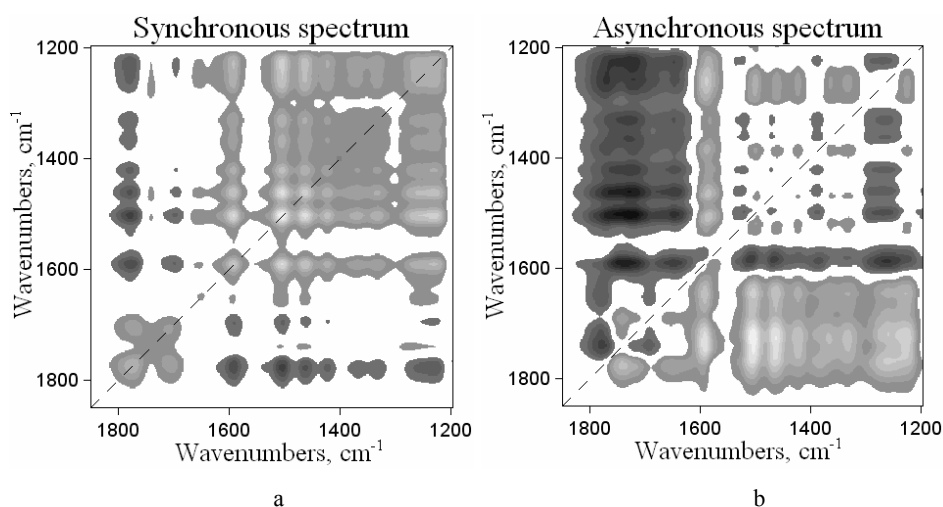 Synchronous spectrum
1200
1400
1600
1800
Wavenumbers, cm-1
1800 1600 1400 1200
Wavenumbers, cm-1
a
Asynchronous spectrum
1200
1400
1600
1800
Wavenumbers, cm-1
1800 1600 1400 1200
Wavenumbers, cm-1
b